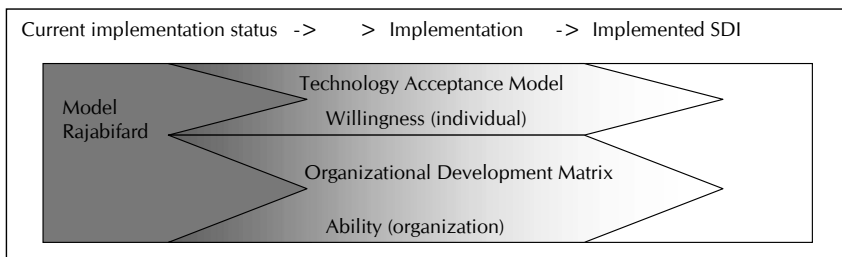 Current implementation status -> > Implementation -> Implemented SDI
Technology Acceptance Model
Model
Rajabifard
Willingness (individual)
Organizational Development Matrix
Ability (organization)